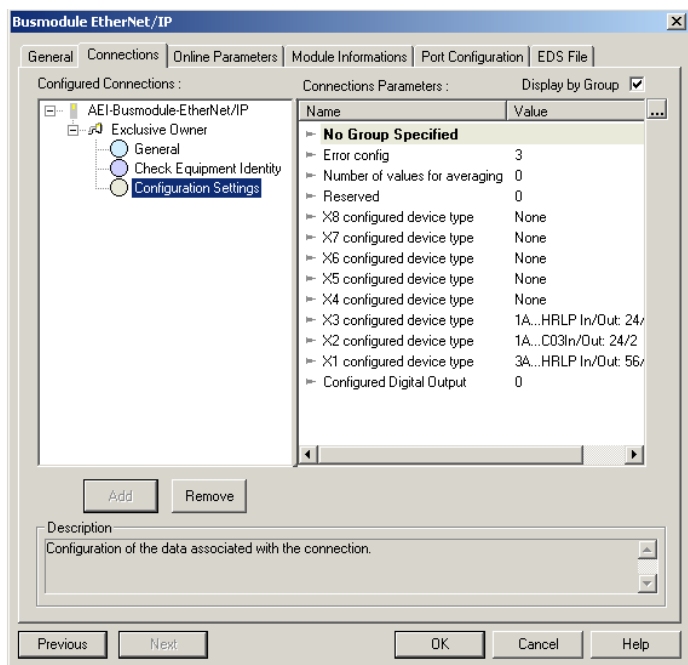 Busmodule EtherNet/IP
General Connections Online Parameters Module Informations Port Configuration EDS File
Configured Connections :
AEI-Busmodule-EtherNet/IP
Exclusive Owner
General
Check Equipment Identity
Configuration Settings
Connections Parameters : Display by Group
Name Value ...
No Group Specified
Error config 3
Number of values for averaging 0
Reserved 0
X8 configured device type None
X7 configured device type None
X6 configured device type None
X5 configured device type None
X4 configured device type None
X3 configured device type 1A...HRLP In/Out: 24/
X2 configured device type 1A...C03In/Out: 24/2
X1 configured device type 3A...HRLP In/Out: 56/
Configured Digital Output 0
Add Remove
Description
Configuration of the data associated with the connection.
Previous Next OK Cancel Help